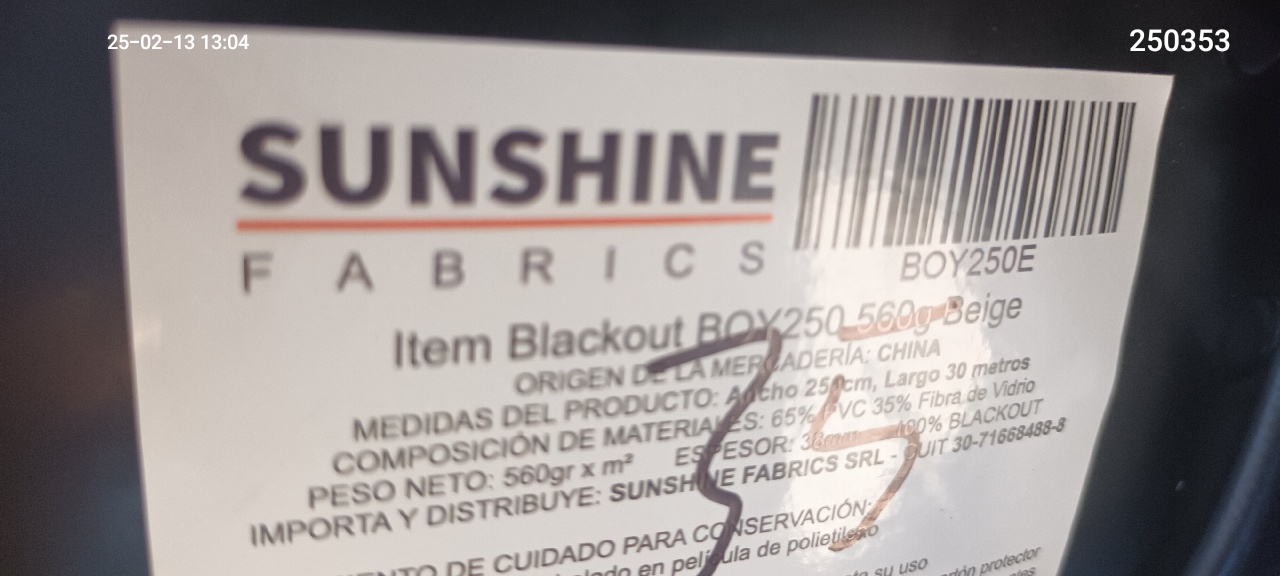 25-02-13 13:04
250353
SUNSHINE
FABRICS
BOY250E
Item Blackout BOY250 560g Beige
ORIGEN DE LA MERCADERÍA: CHINA
MEDIDAS DEL PRODUCTO: Ancho 250cm, Largo 30 metros
COMPOSICIÓN DE MATERIALES: 65% PVC 35% Fibra de Vidrio
PESO NETO: 560gr x m² ESPESOR: 100% BLACKOUT
IMPORTA Y DISTRIBUYE: SUNSHINE FABRICS SRL - CUIT 30-71668488-8
DE CUIDADO PARA CONSERVACIÓN:
en película de polietileno
su uso
protector
35